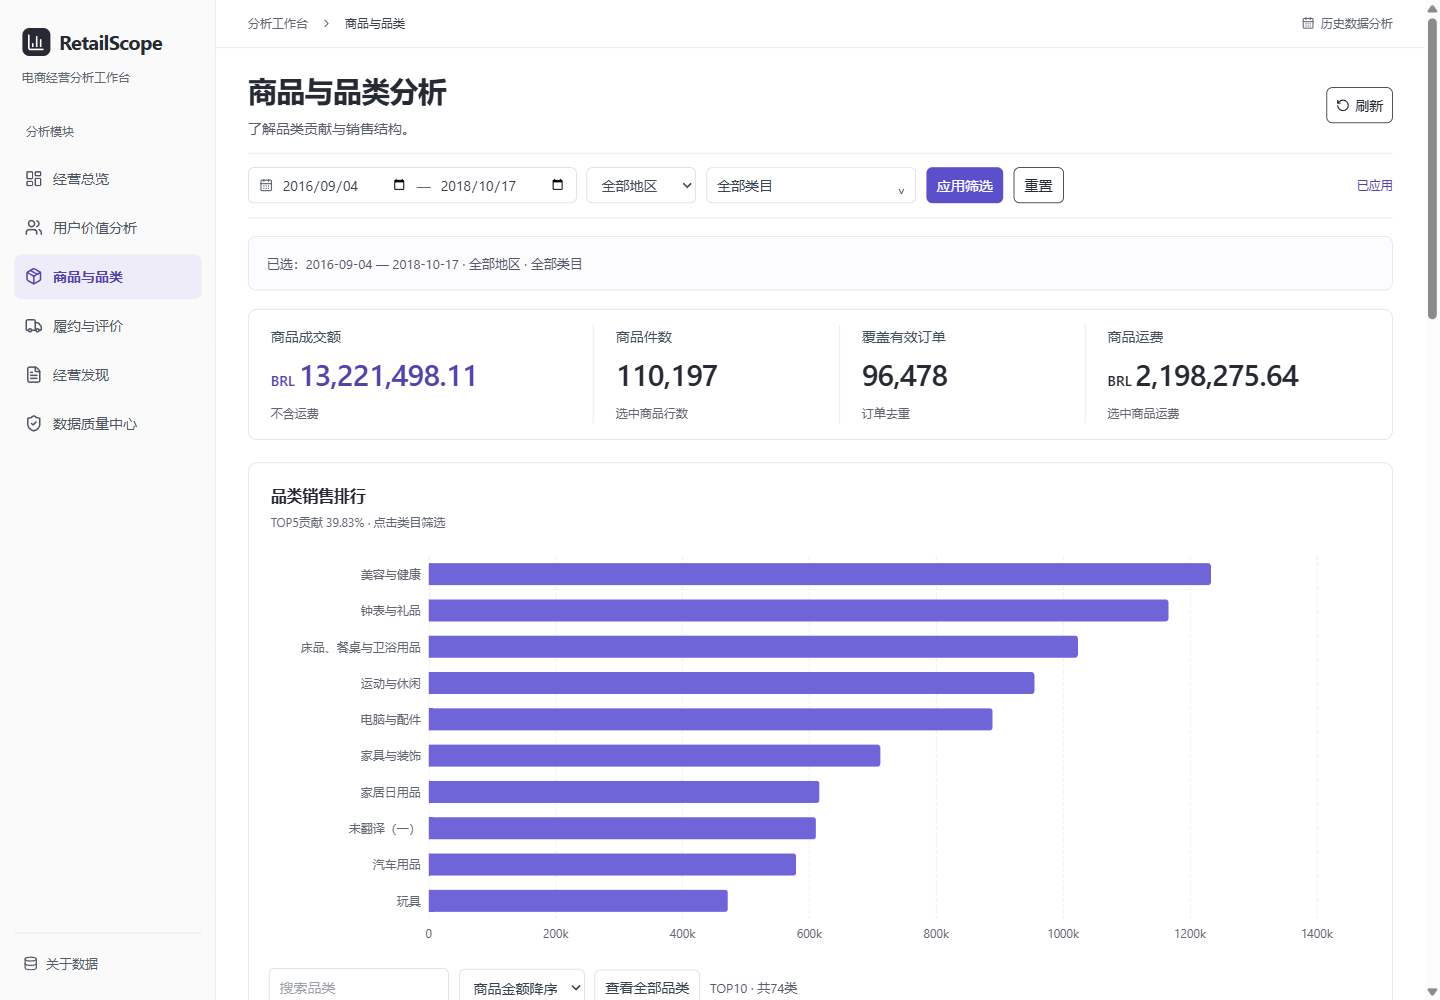 RetailScope
电商经营分析工作台
分析模块
经营总览
用户价值分析
商品与品类
履约与评价
经营发现
数据质量中心
关于数据
分析工作台 > 商品与品类
历史数据分析
商品与品类分析
了解品类贡献与销售结构。
刷新
2016/09/04 — 2018/10/17
全部地区
全部类目
应用筛选
重置
已应用
已选：2016-09-04 — 2018-10-17 · 全部地区 · 全部类目
商品成交额
BRL 13,221,498.11
不含运费
商品件数
110,197
选中商品行数
覆盖有效订单
96,478
订单去重
商品运费
BRL 2,198,275.64
选中商品运费
品类销售排行
TOP5贡献 39.83% · 点击类目筛选
美容与健康
钟表与礼品
床品、餐桌与卫浴用品
运动与休闲
电脑与配件
家具与装饰
家居日用品
未翻译（一）
汽车用品
玩具
0 200k 400k 600k 800k 1000k 1200k 1400k
搜索品类
商品金额降序
查看全部品类
TOP10 · 共74类